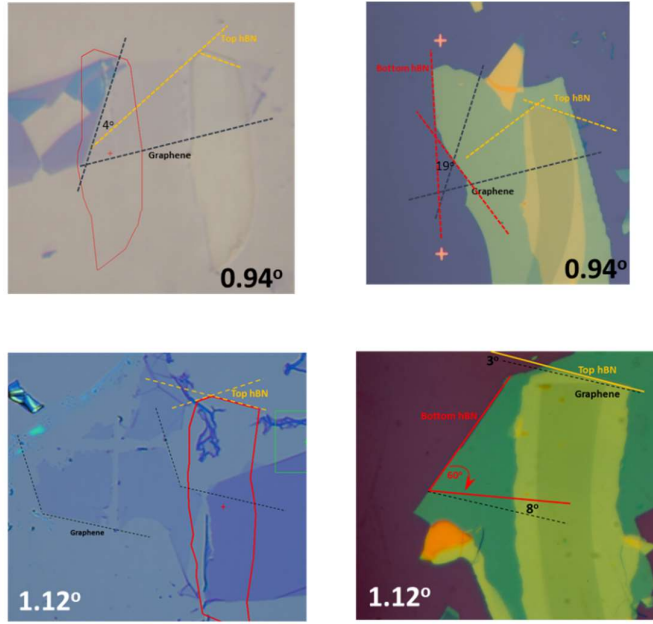 Top hBN
4°
Graphene
0.94°
Bottom hBN
Top hBN
19°
Graphene
0.94°
Top hBN
Graphene
1.12°
3°
Top hBN
Graphene
Bottom hBN
60°
8°
1.12°